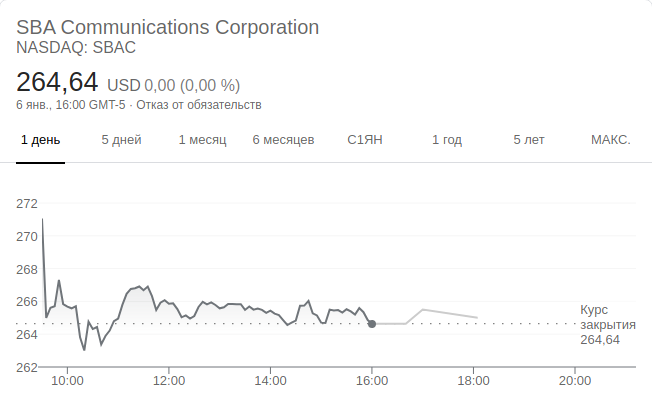 SBA Communications Corporation
NASDAQ: SBAC
264,64 USD 0,00 (0,00 %)
6 янв., 16:00 GMT-5 · Отказ от обязательств
1 день 5 дней 1 месяц 6 месяцев С1ЯН 1 год 5 лет МАКС.
272
270
268
266
264
262
Курс
закрытия
264,64
10:00 12:00 14:00 16:00 18:00 20:00